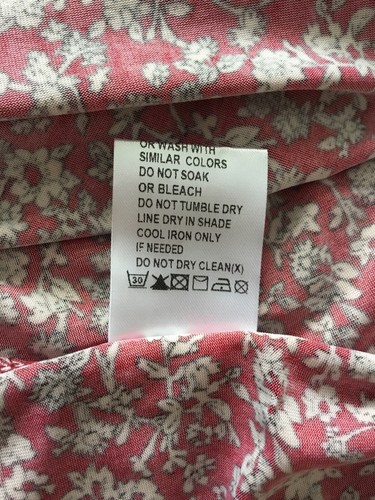 OR WASH WITH
SIMILAR COLORS
DO NOT SOAK
OR BLEACH
DO NOT TUMBLE DRY
LINE DRY IN SHADE
COOL IRON ONLY
IF NEEDED
DO NOT DRY CLEAN(X)
30